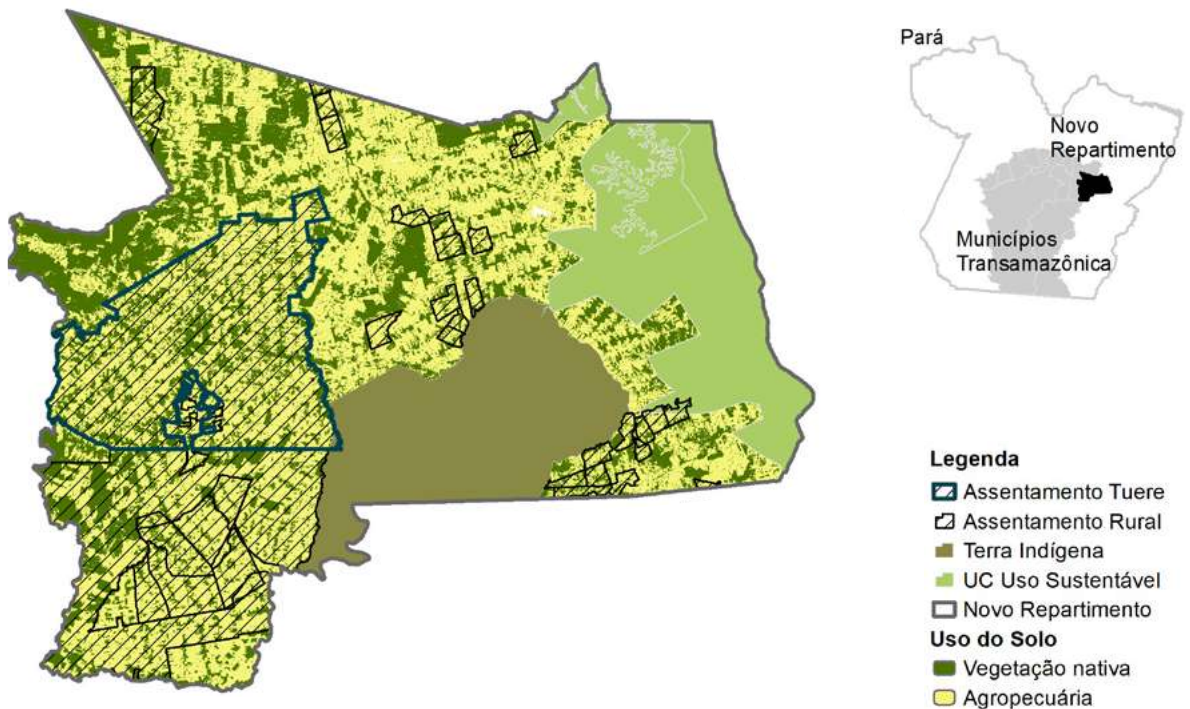 Pará
Novo
Repartimento
Municípios
Transamazônica
Legenda
Assentamento Tuere
Assentamento Rural
Terra Indígena
UC Uso Sustentável
Novo Repartimento
Uso do Solo
Vegetação nativa
Agropecuária